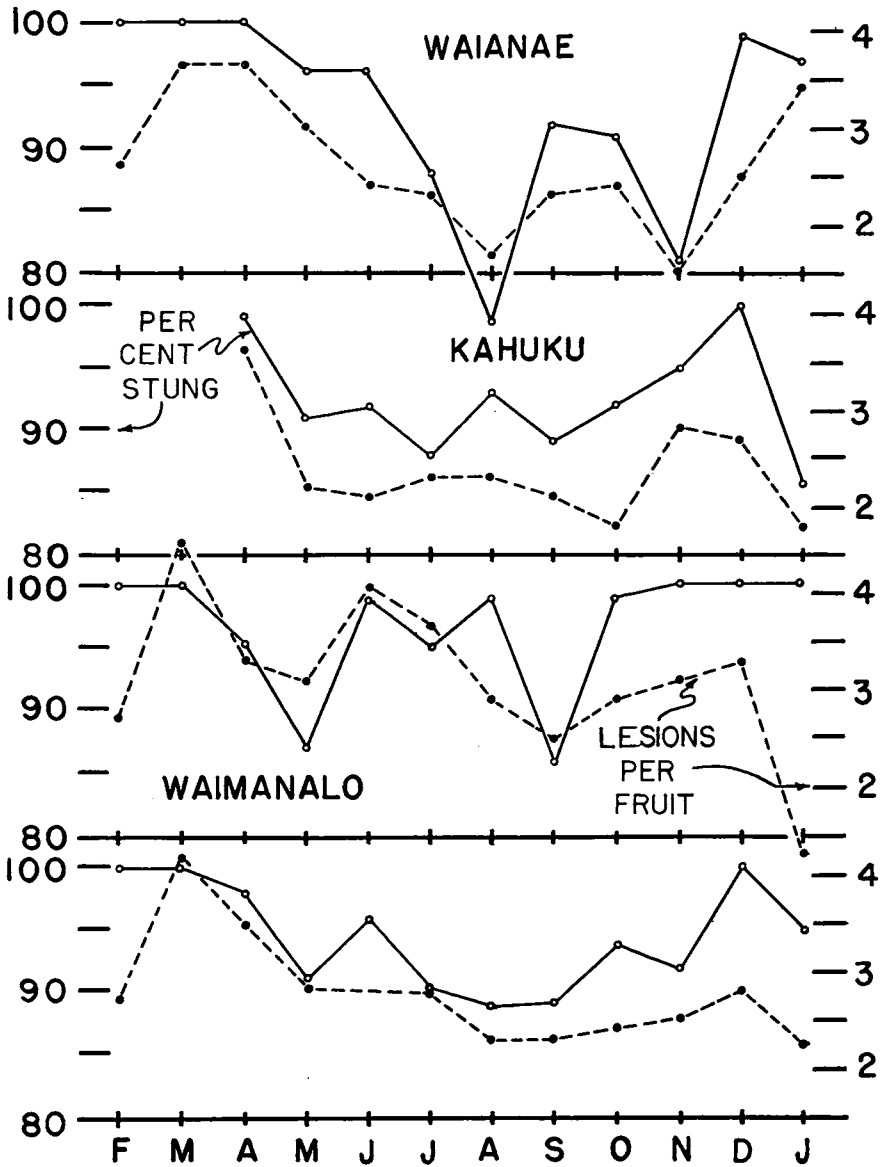 100
WAIANAE
4
90
3
2
80
100
PER
CENT
STUNG
KAHUKU
4
90
3
2
80
100
4
90
3
LESIONS
PER
FRUIT
WAIMANALO
2
80
100
4
90
3
2
80
F M A M J J A S O N D J